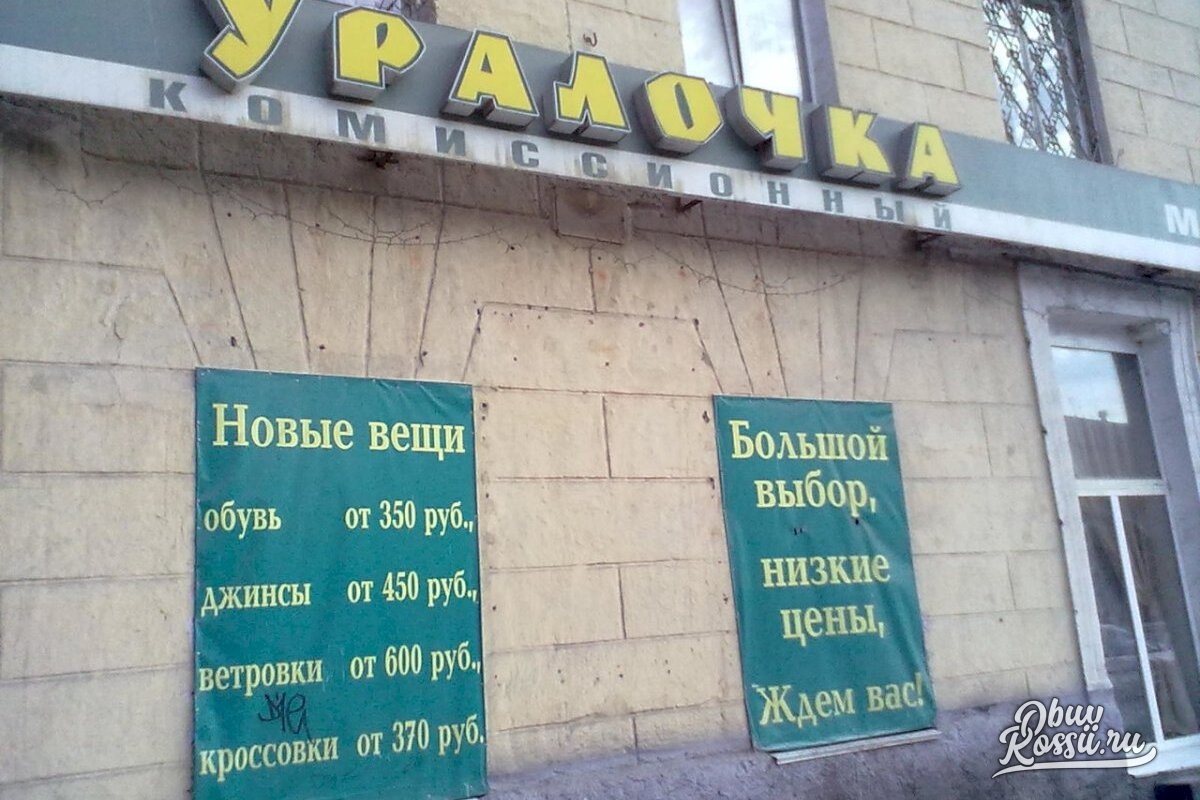 УРАЛОЧКА
КОМИССИОННЫЙ М
Новые вещи
обувь от 350 руб.,
джинсы от 450 руб.,
ветровки от 600 руб.,
кроссовки от 370 руб.
Большой
выбор,
низкие
цены,
Ждем вас!
Obuv
Rossii.ru